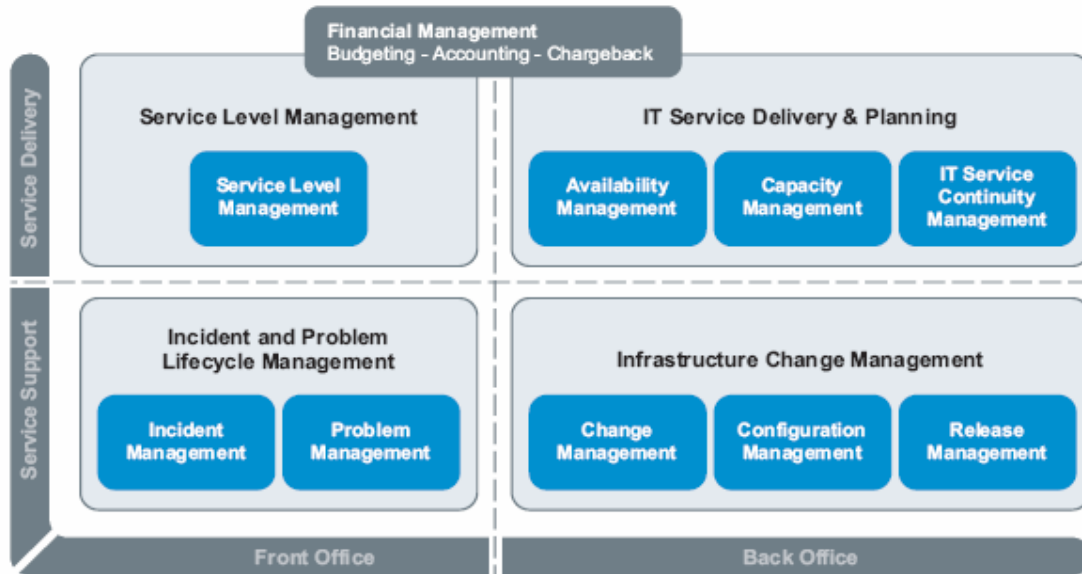 Financial Management
Budgeting - Accounting - Chargeback
Service Delivery
Service Level Management
Service Level
Management
IT Service Delivery & Planning
Availability
Management
Capacity
Management
IT Service
Continuity
Management
Service Support
Incident and Problem
Lifecycle Management
Incident
Management
Problem
Management
Infrastructure Change Management
Change
Management
Configuration
Management
Release
Management
Front Office
Back Office